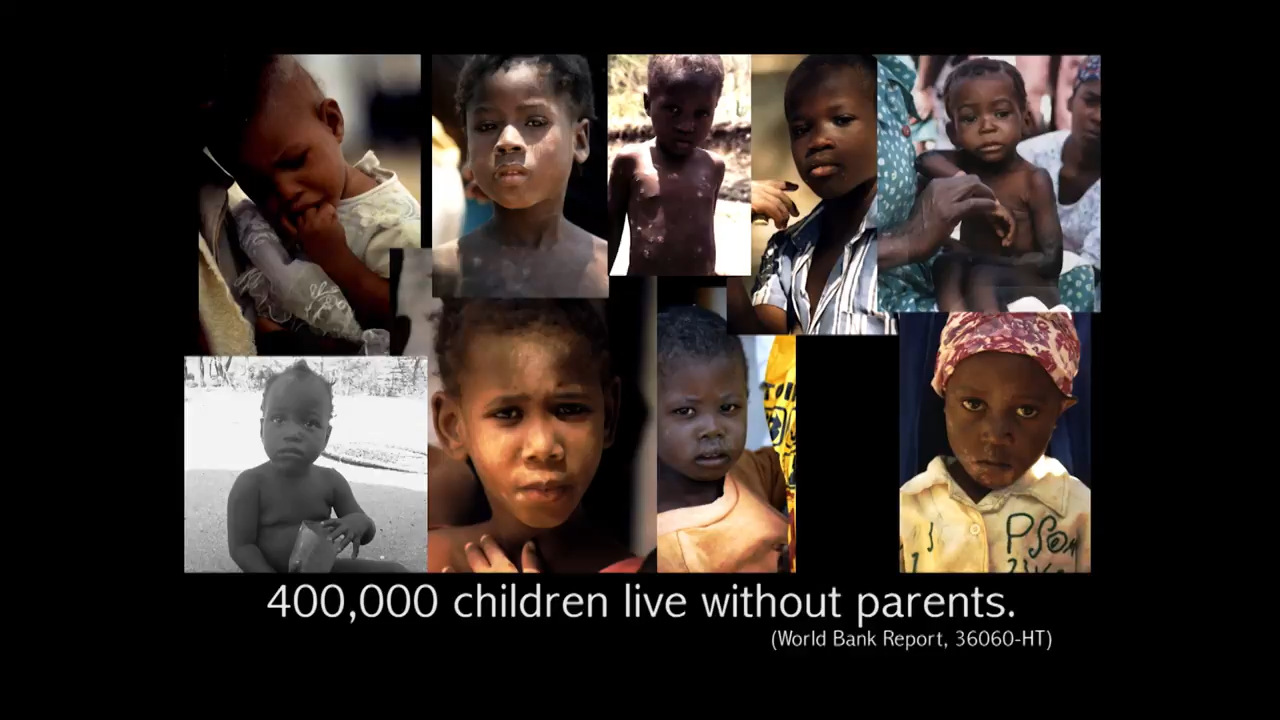 400,000 children live without parents.
(World Bank Report, 36060-HT)